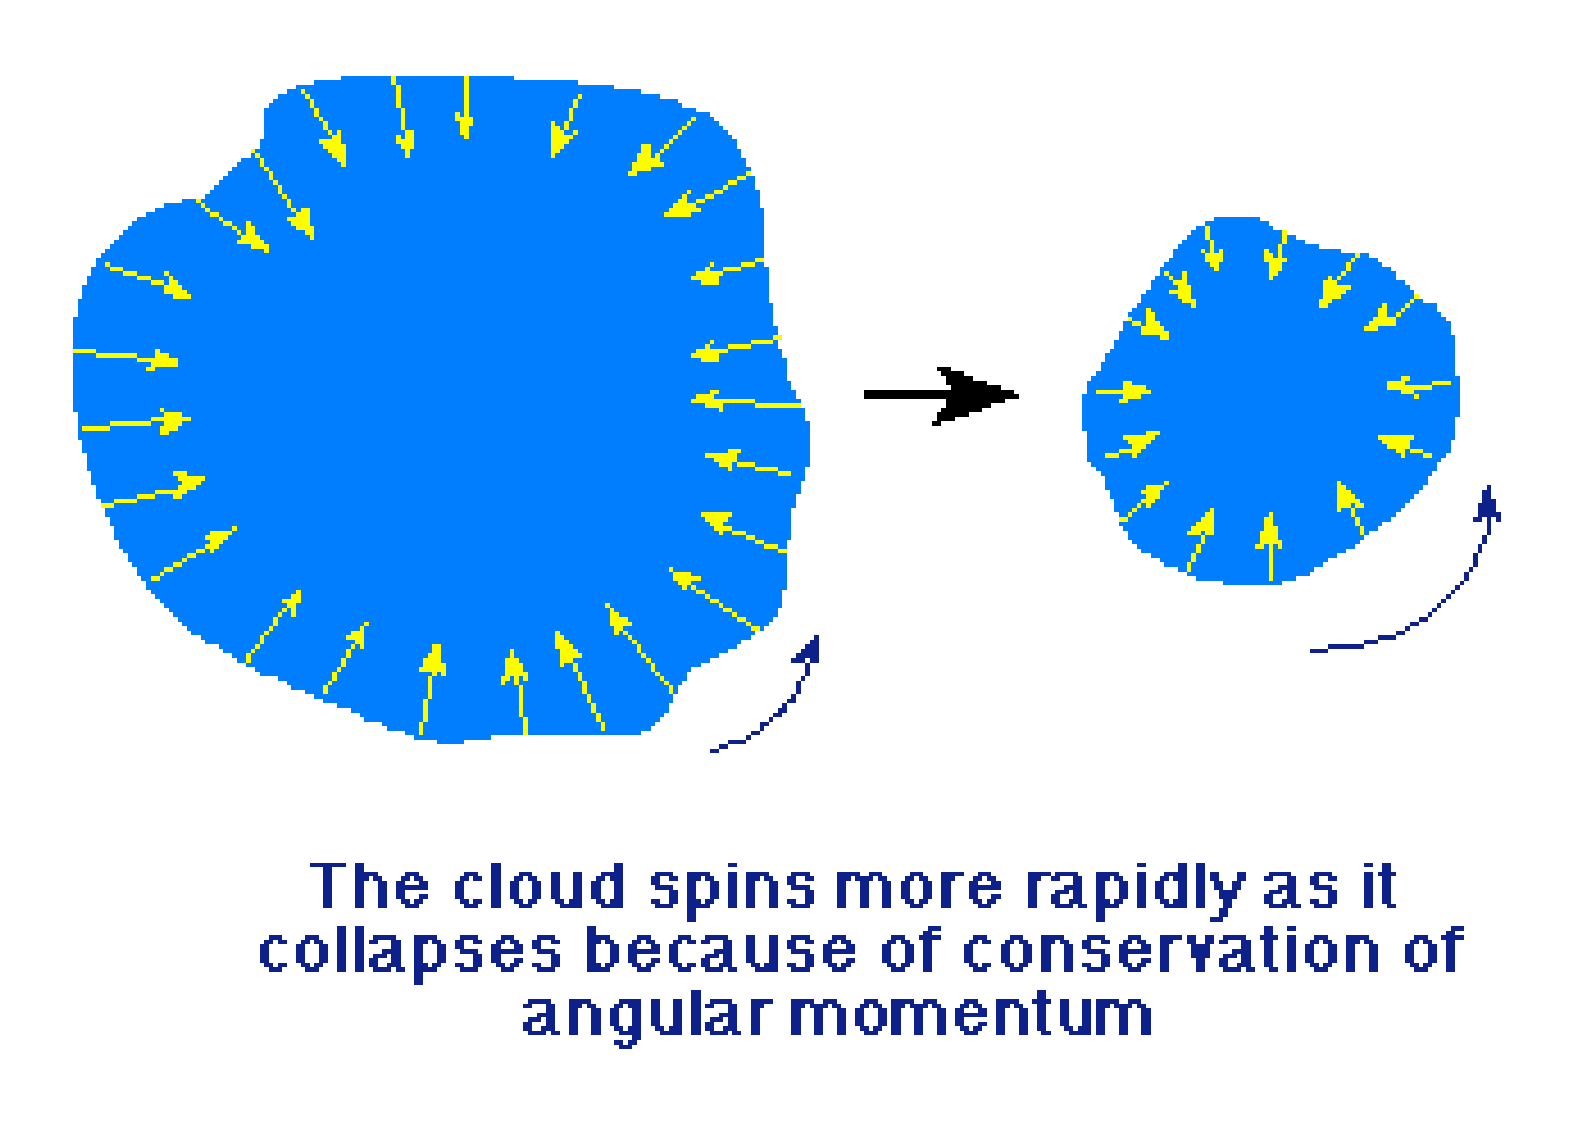 The cloud spins more rapidly as it
collapses because of conservation of
angular momentum